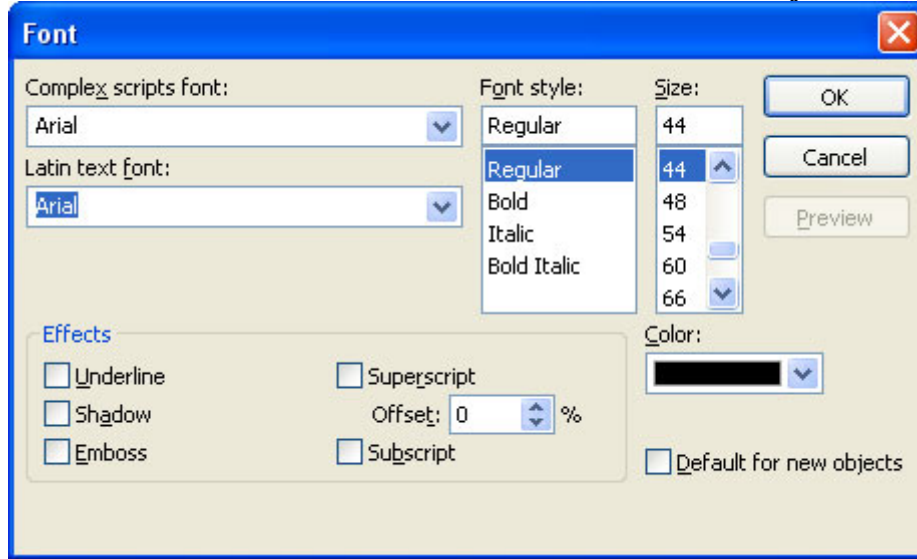 Font
Complex scripts font:
Arial
Latin text font:
Arial
Font style:
Regular
Regular
Bold
Italic
Bold Italic
Size:
44
44
48
54
60
66
OK
Cancel
Preview
Effects
Underline
Shadow
Emboss
Superscript
Offset: 0 %
Subscript
Color:
Default for new objects